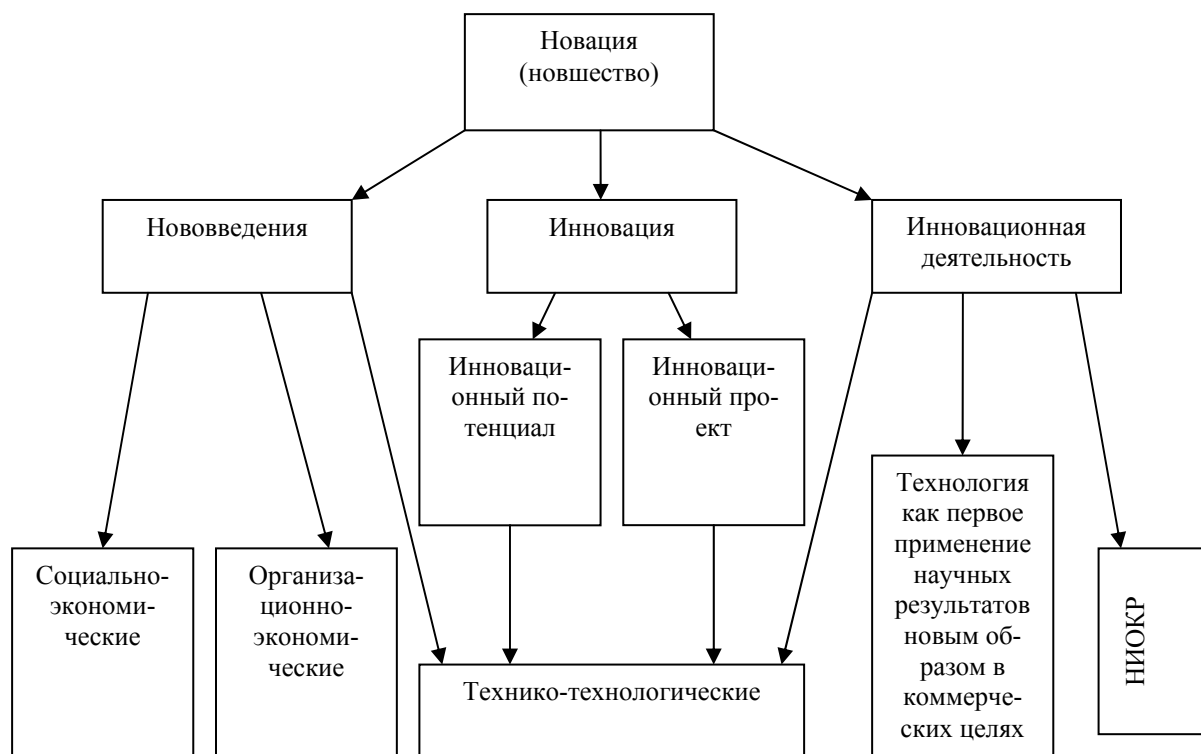 Новация
(новшество)
Нововведения
Инновация
Инновационная
деятельность
Инноваци-
онный по-
тенциал
Инноваци-
онный про-
ект
Социально-
экономи-
ческие
Организа-
ционно-
экономи-
ческие
Технико-технологические
Технология
как первое
применение
научных
результатов
новым об-
разом в
коммерче-
ских целях
НИОКР